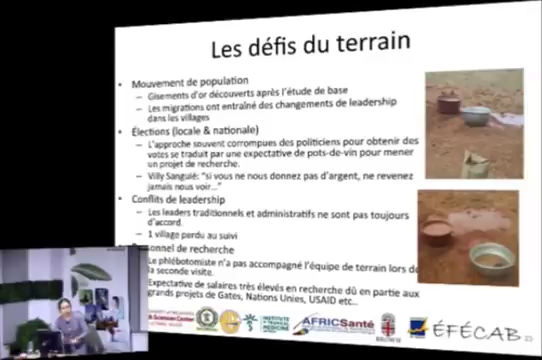 Les défis du terrain
• Mouvement de population
– Gisements d'or découverts après l'étude de base
– Les migrations ont entraîné des changements de leadership
dans les villages
• Élections (locale & nationale)
– L'approche souvent corrompues des politiciens pour obtenir des
votes se traduit par une expectative de pots-de-vin pour mener
un projet de recherche.
– Villy Sanguié: "si vous ne nous donnez pas d'argent, ne revenez
jamais nous voir..."
• Conflits de leadership
– Les leaders traditionnels et administratifs ne sont pas toujours
d'accord.
– 1 village perdu au suivi
sonnel de recherche
Le phlébotomiste n'a pas accompagné l'équipe de terrain lors de
la seconde visite.
Expectative de salaires très élevés en recherche dû en partie aux
grands projets de Gates, Nations Unies, USAID etc..
Sciences Center
INSTITUTE
MEDICINE
AFRICSanté
EFÉCAB